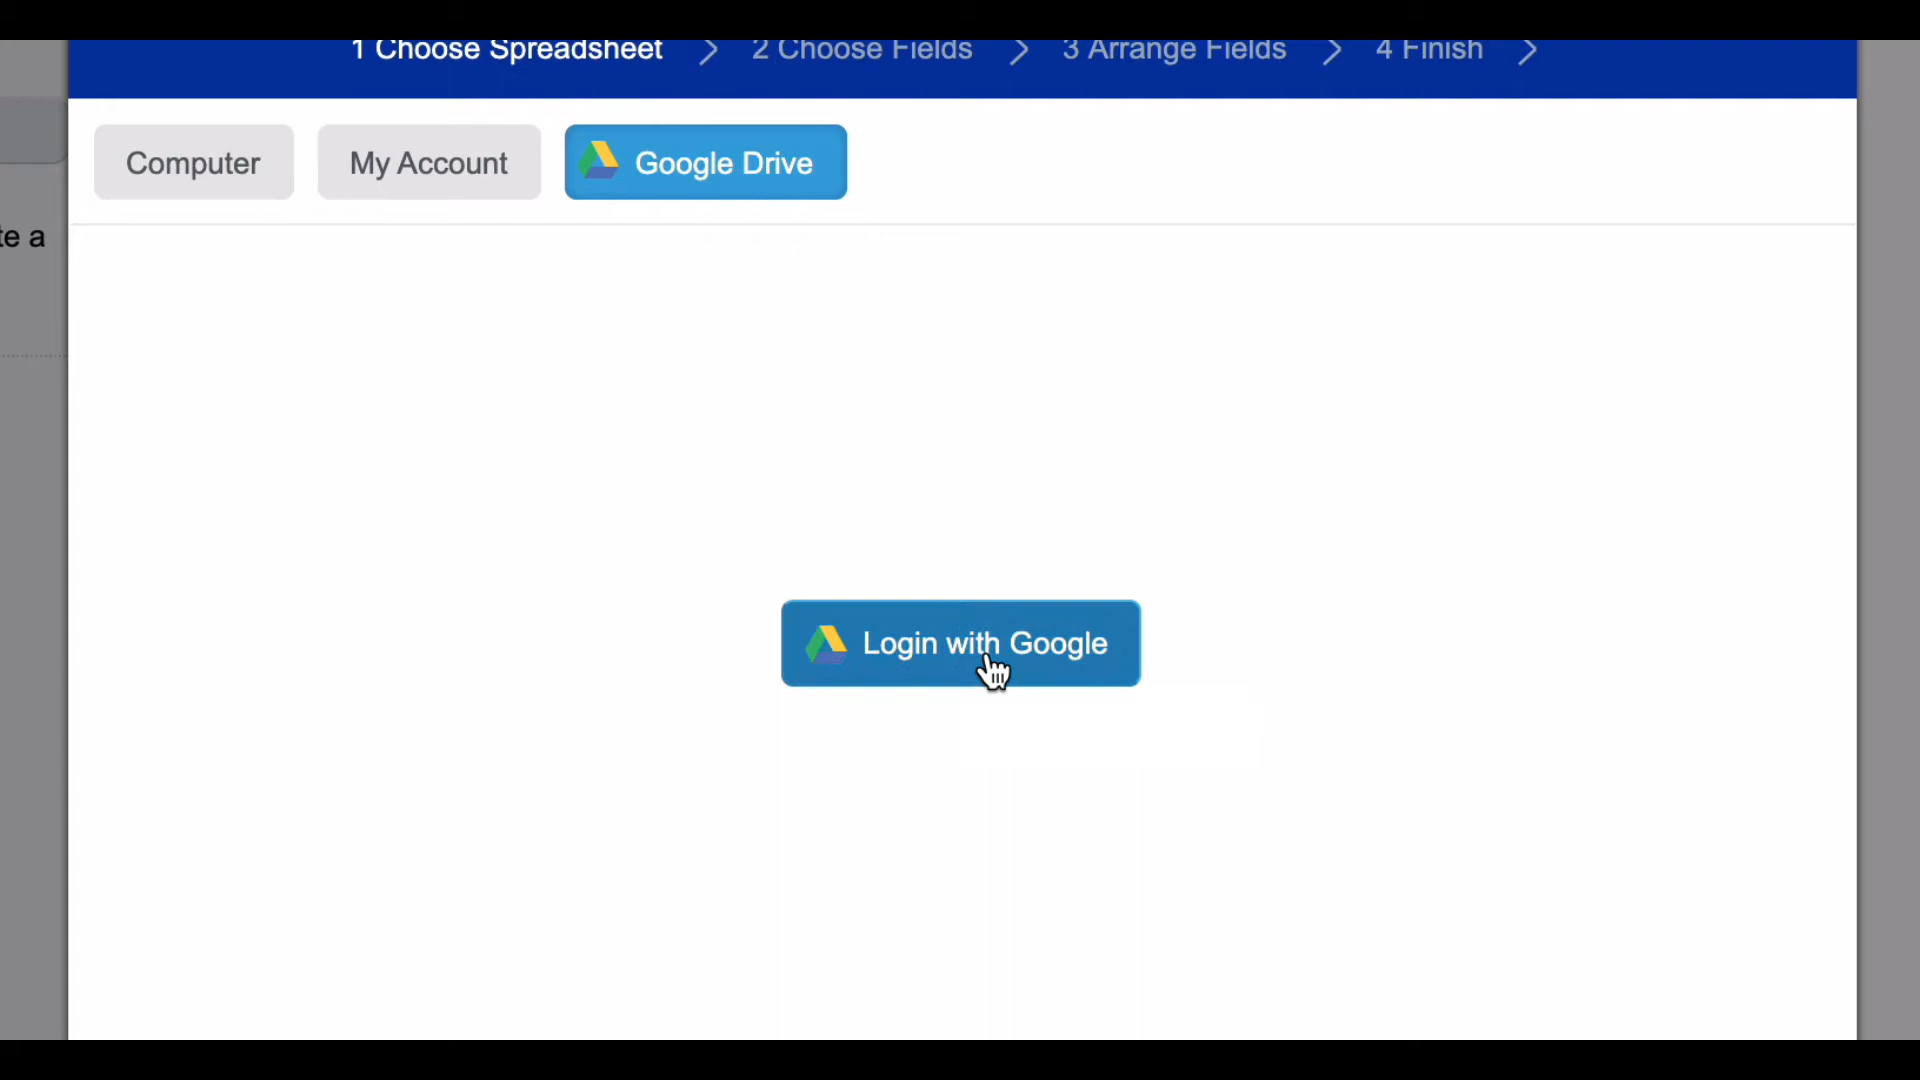 1 Choose Spreadsheet > 2 Choose Fields > 3 Arrange Fields > 4 Finish >
Computer My Account Google Drive
te a
Login with Google